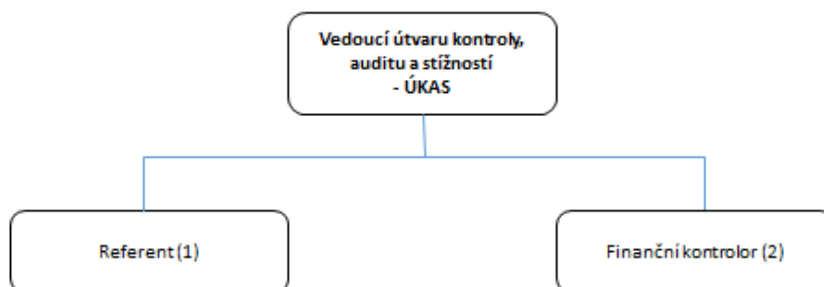 Vedoucí útvaru kontroly,
auditu a stížností
- ÚKAS
Referent (1)
Finanční kontrolor (2)